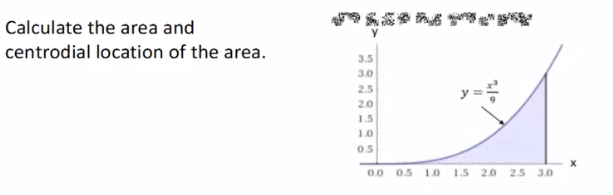 Calculate the area and
centrodial location of the area.
y
3.5
3.0
2.5
2.0
1.5
1.0
0.5
y = x³/9
x
0.0 0.5 1.0 1.5 2.0 2.5 3.0